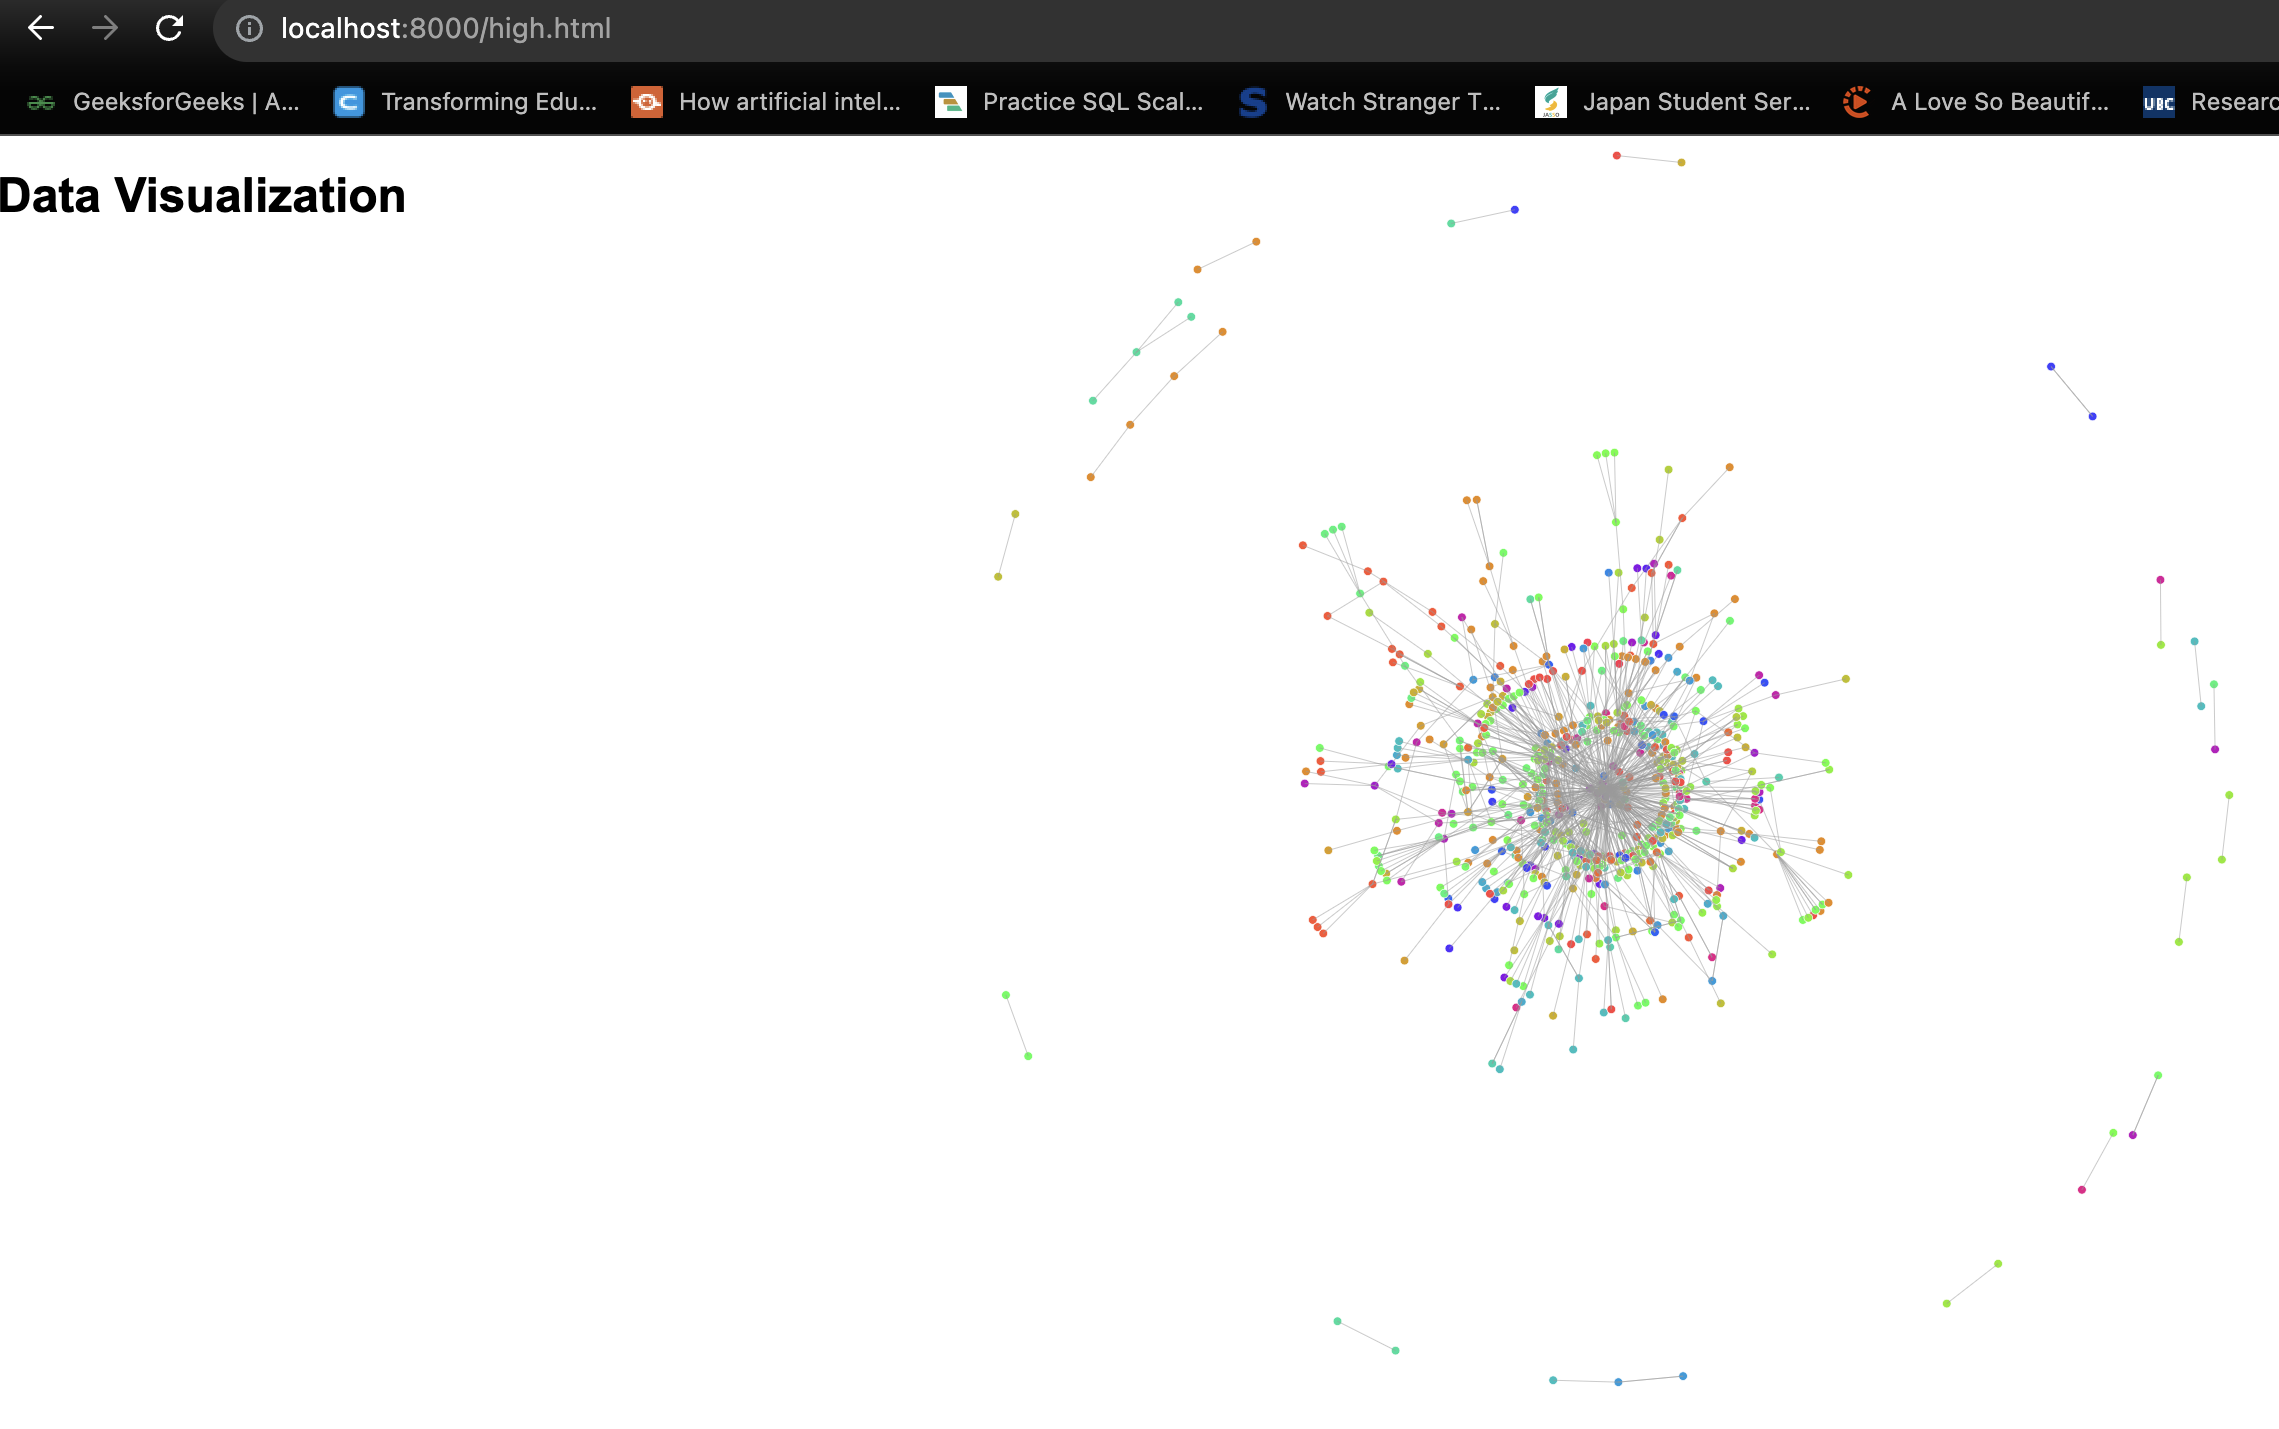 localhost:8000/high.html
GeeksforGeeks | A... Transforming Edu... How artificial intel... Practice SQL Scal... Watch Stranger T... Japan Student Ser... A Love So Beautif... UBC Researc
Data Visualization